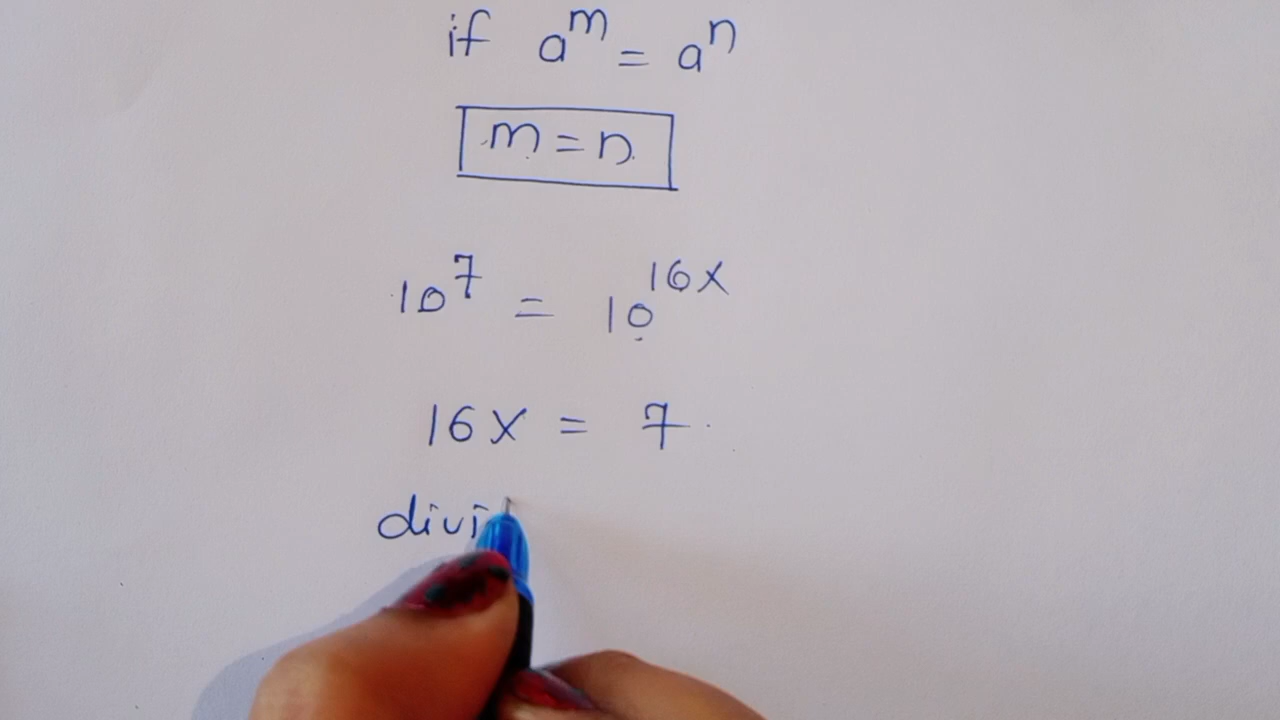 if a^m = a^n
m = n
10^7 = 10^16x
16x = 7
divi